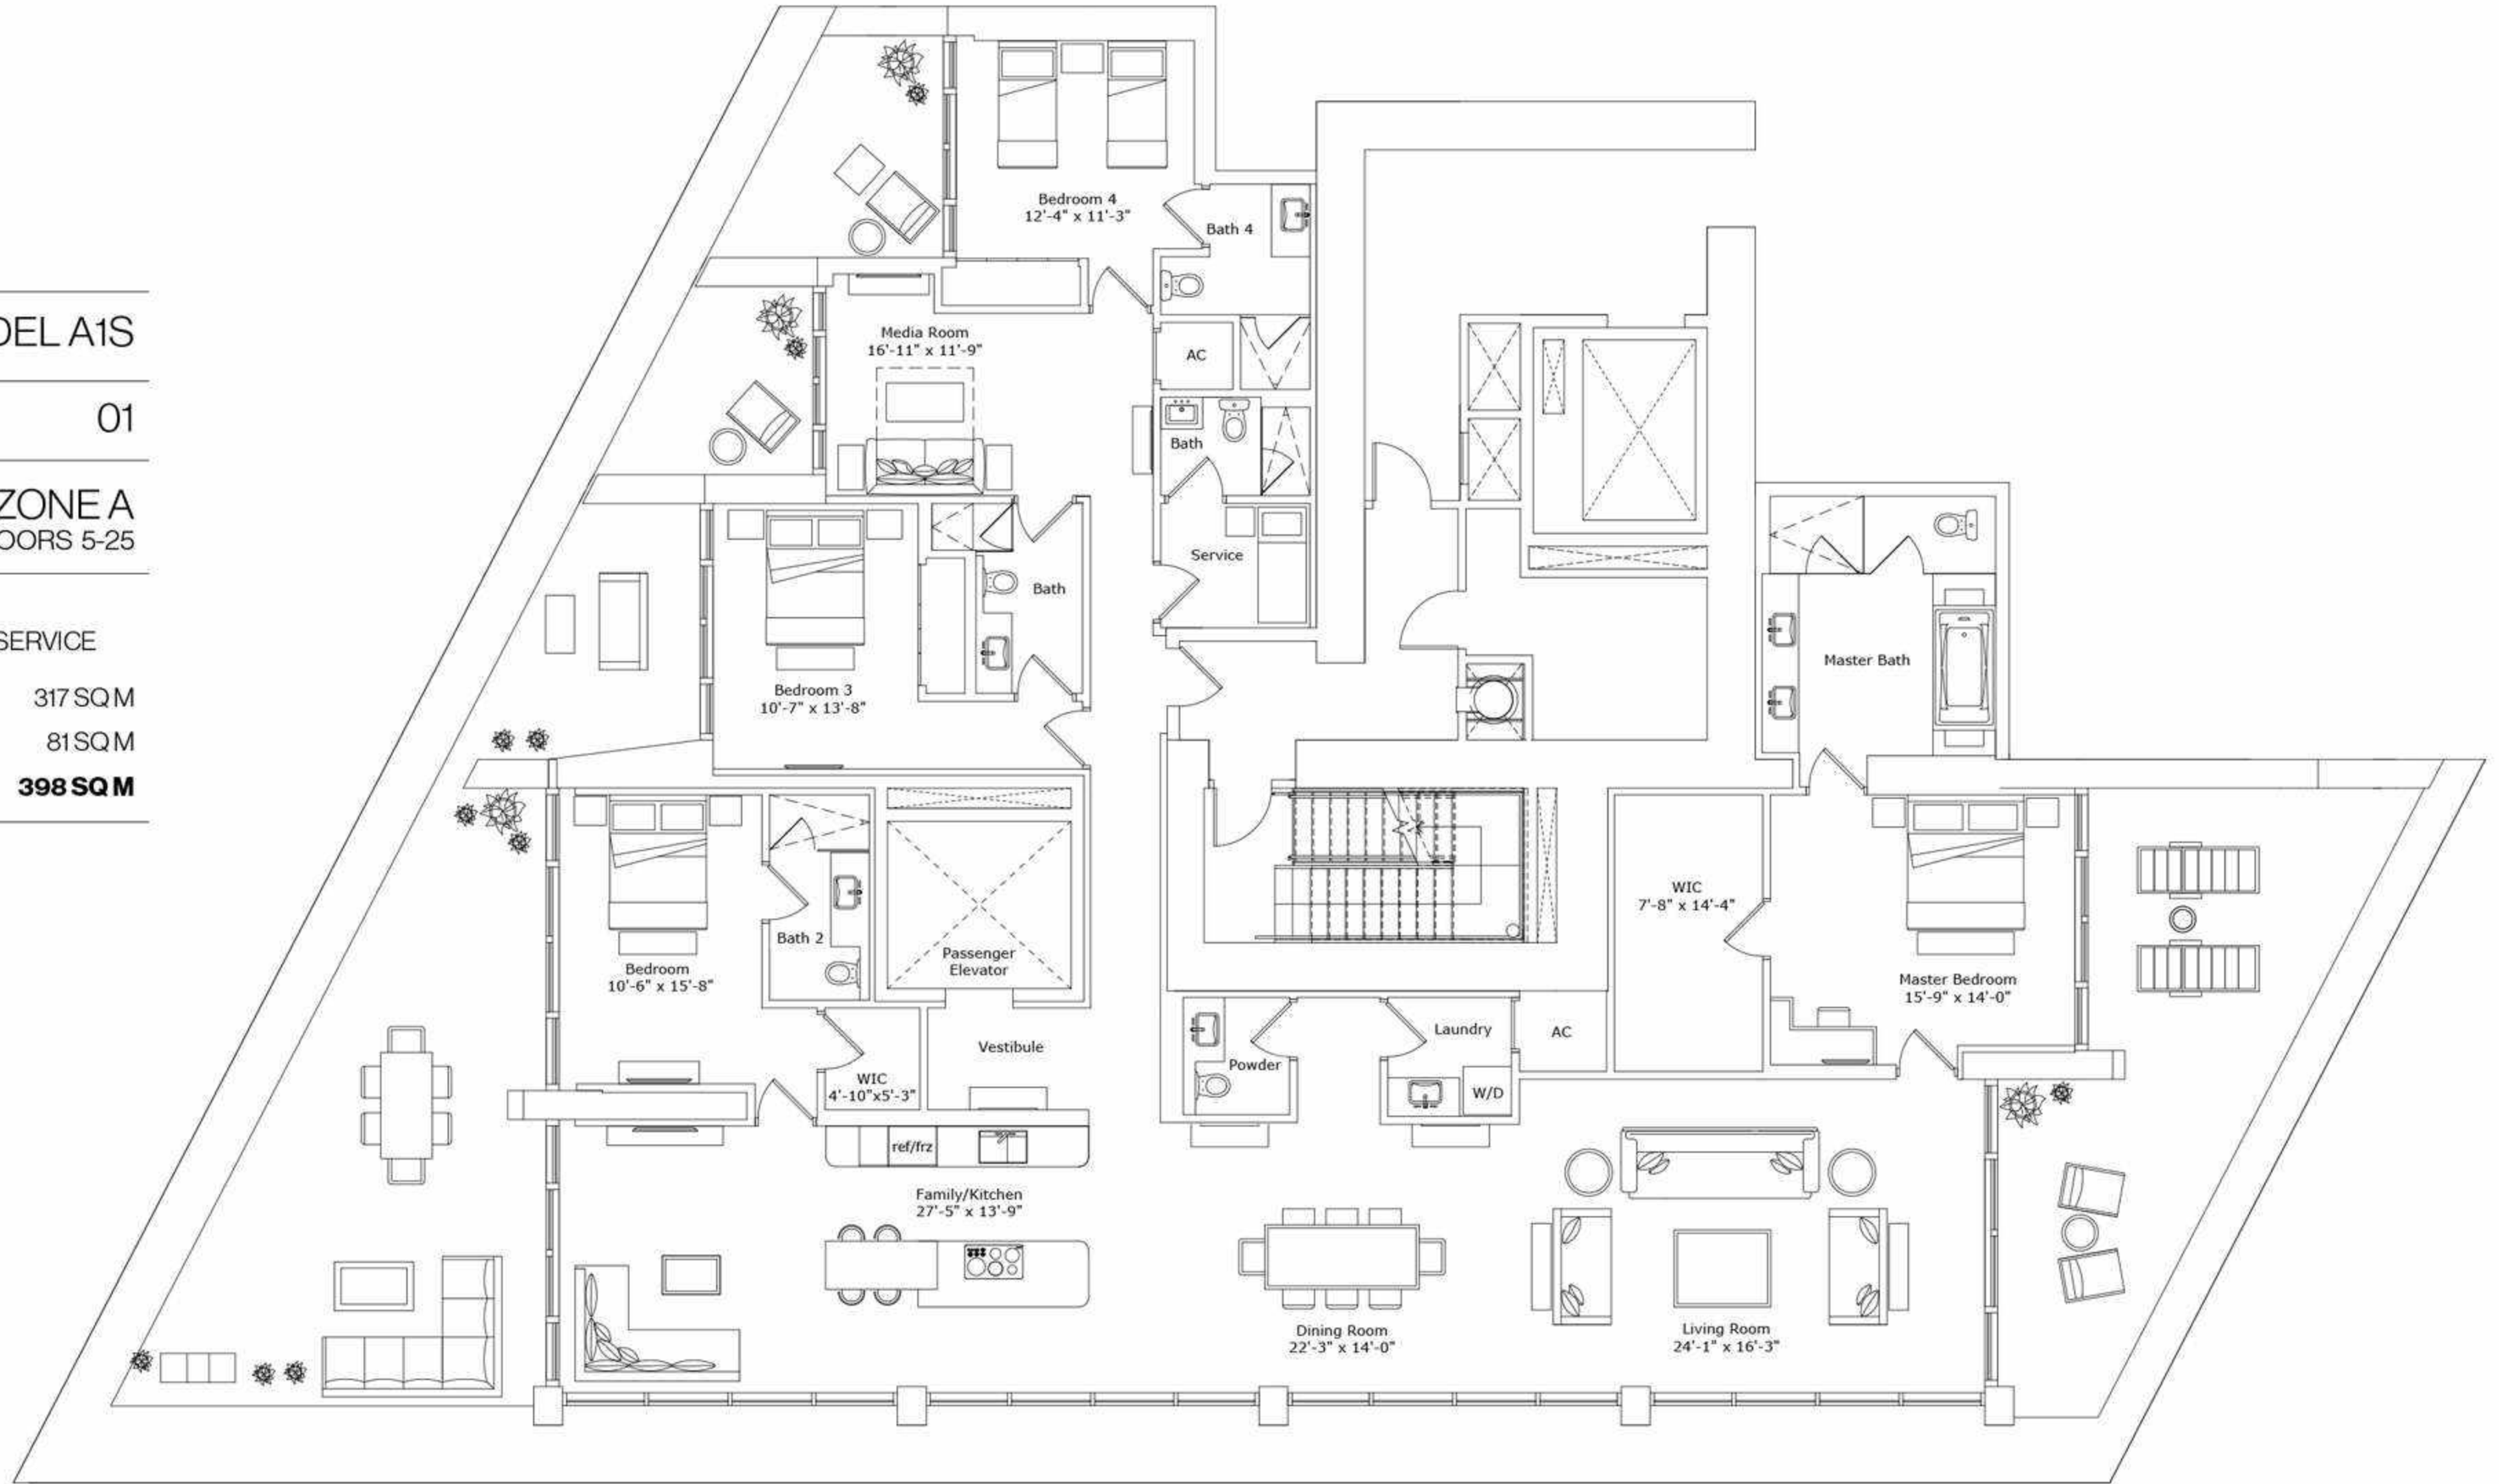 DEL A1S
01
ZONE A
OORS 5-25
SERVICE
317 SQ M
81 SQ M
398 SQ M
Bedroom 4
12'-4" x 11'-3"
Bath 4
Media Room
16'-11" x 11'-9"
AC
Bath
Service
Bath
Bedroom 3
10'-7" x 13'-8"
Master Bath
WIC
7'-8" x 14'-4"
Bath 2
Passenger
Elevator
Bedroom
10'-6" x 15'-8"
Master Bedroom
15'-9" x 14'-0"
Vestibule
Laundry
AC
Powder
WIC
4'-10"x5'-3"
W/D
ref/frz
Family/Kitchen
27'-5" x 13'-9"
Dining Room
22'-3" x 14'-0"
Living Room
24'-1" x 16'-3"